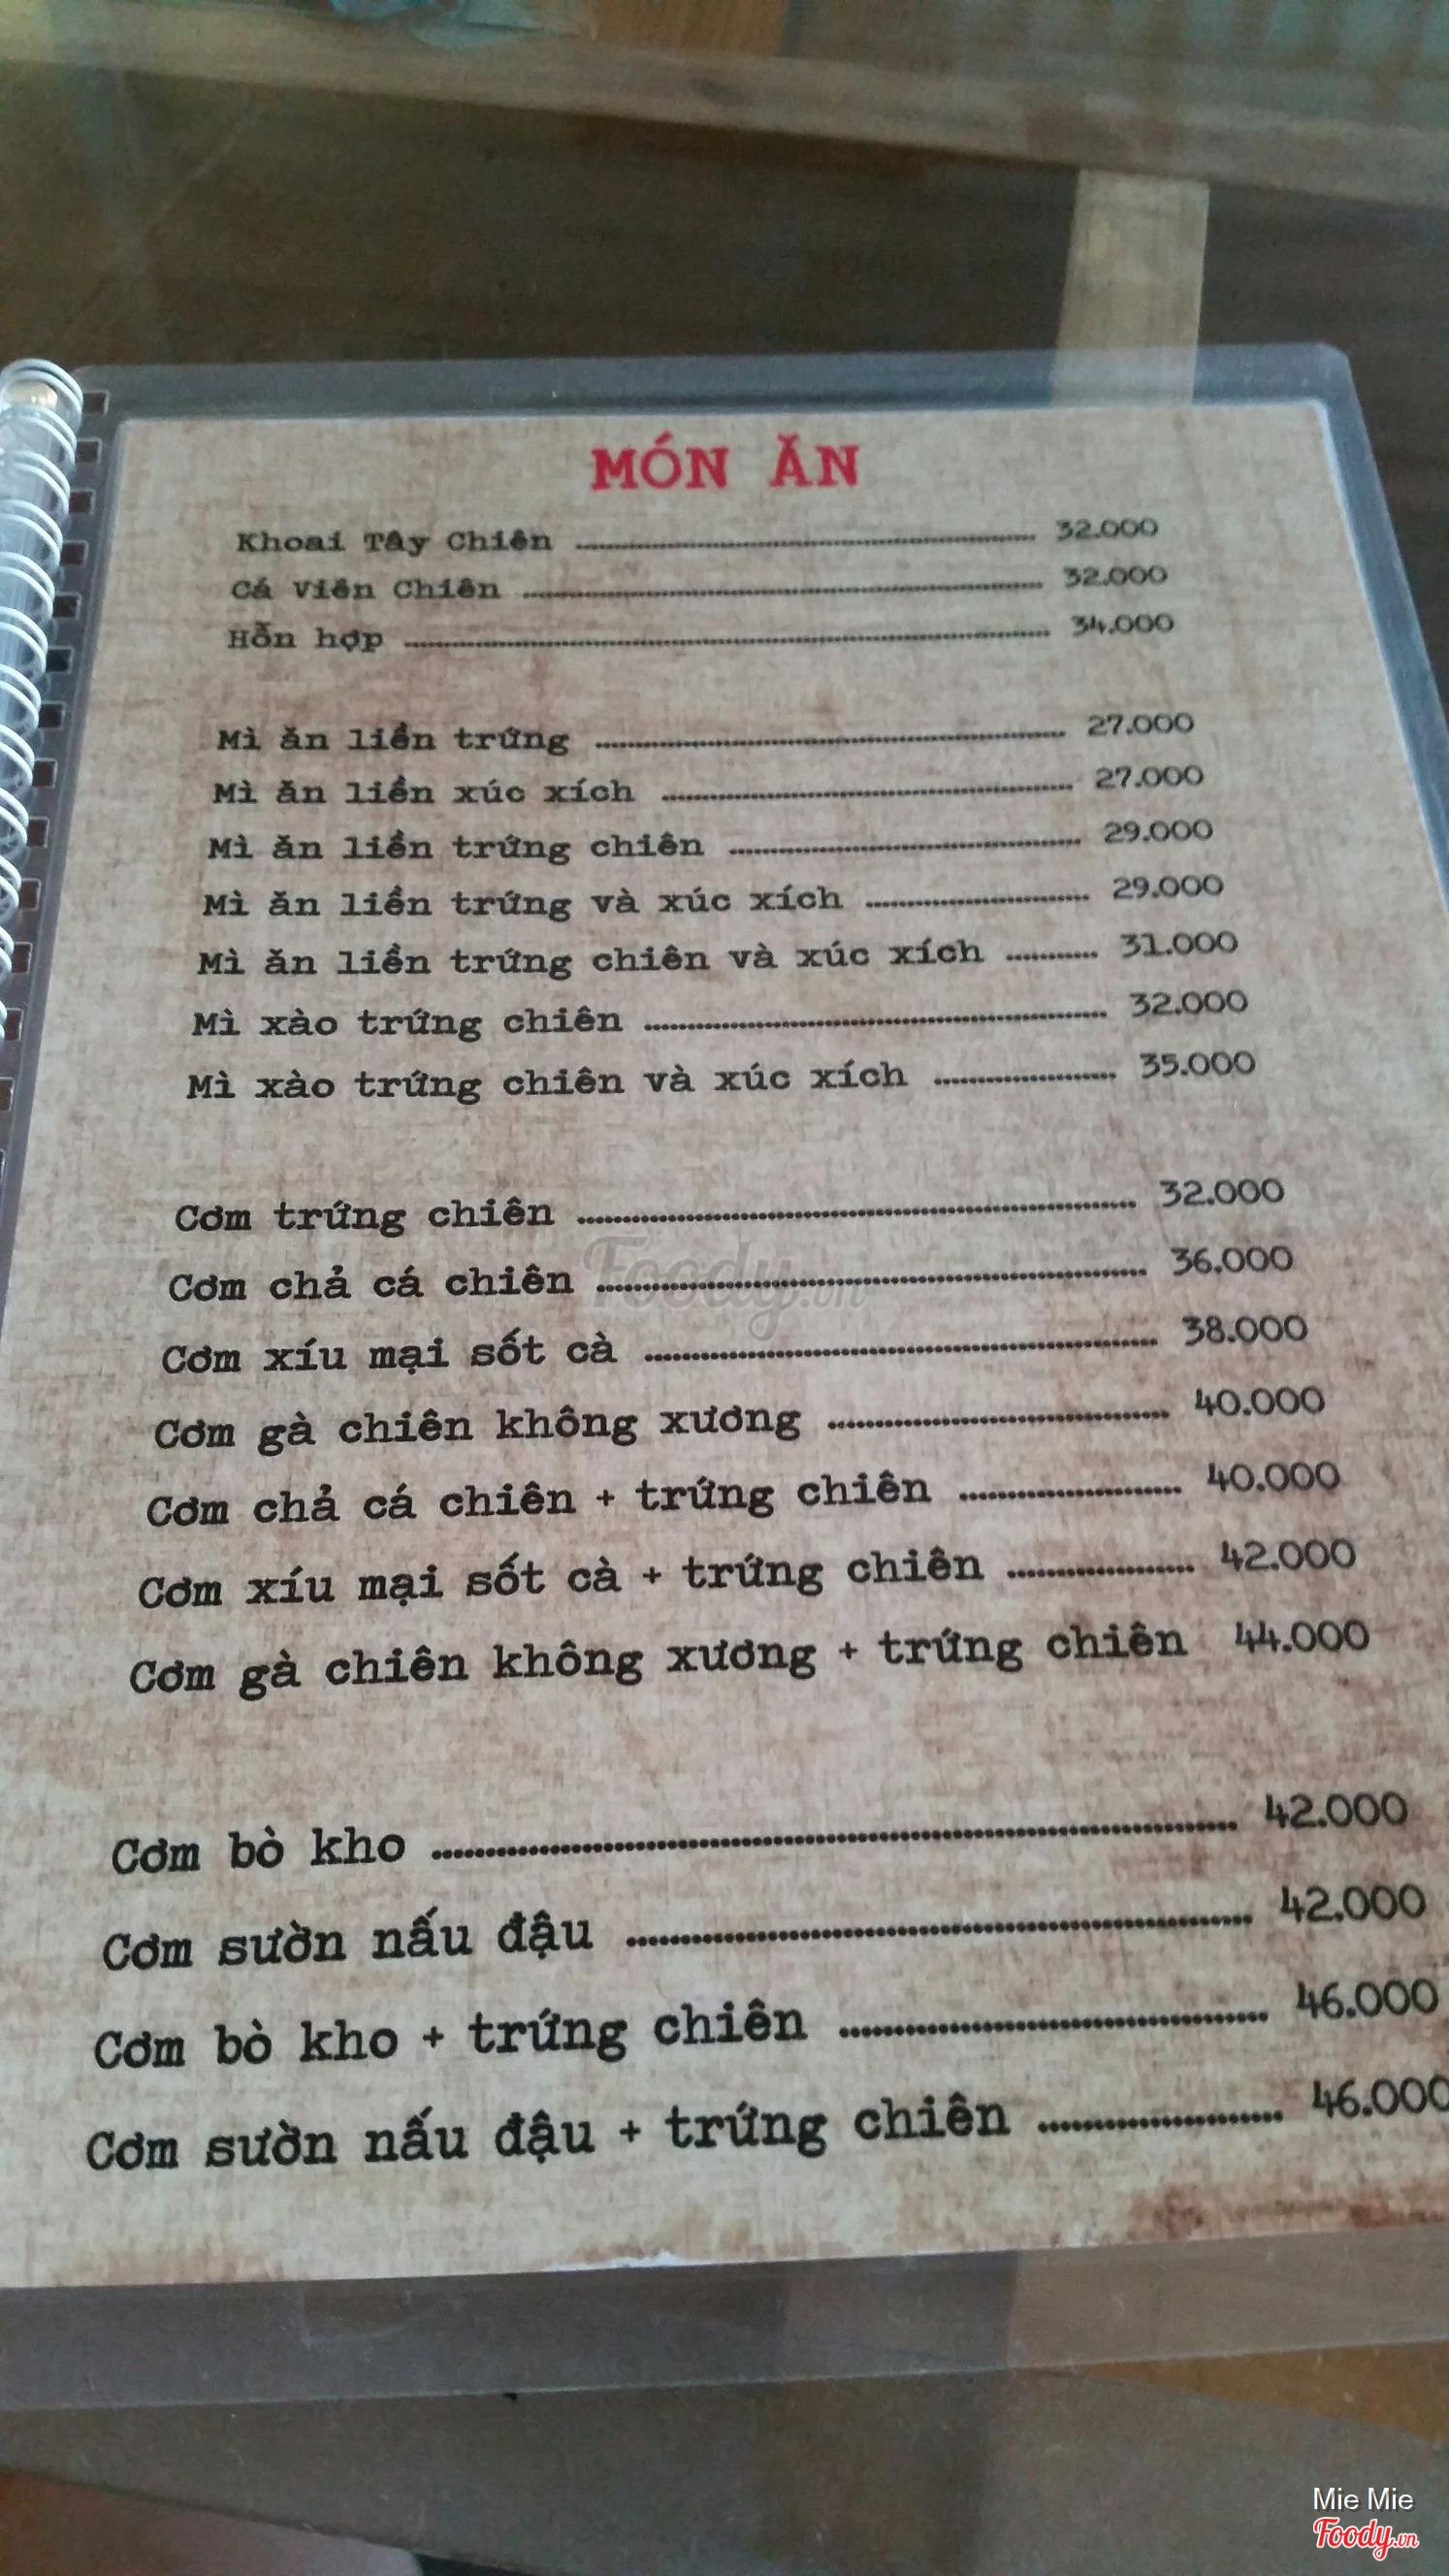 MÓN ĂN
Khoai Tây Chiên 32.000
Cá Viên Chiên 32.000
Hỗn hợp 34.000
Mì ăn liền trứng 27.000
Mì ăn liền xúc xích 27.000
Mì ăn liền trứng chiên 29.000
Mì ăn liền trứng và xúc xích 29.000
Mì ăn liền trứng chiên và xúc xích 31.000
Mì xào trứng chiên 32.000
Mì xào trứng chiên và xúc xích 35.000
Cơm trứng chiên 32.000
Cơm chả cá chiên 36.000
Cơm xíu mại sốt cà 38.000
Cơm gà chiên không xương 40.000
Cơm chả cá chiên + trứng chiên 40.000
Cơm xíu mại sốt cà + trứng chiên 42.000
Cơm gà chiên không xương + trứng chiên 44.000
Cơm bò kho 42.000
Cơm sườn nấu đậu 42.000
Cơm bò kho + trứng chiên 46.000
Cơm sườn nấu đậu + trứng chiên 46.000
Foody.vn
Mie Mie
Foody.vn